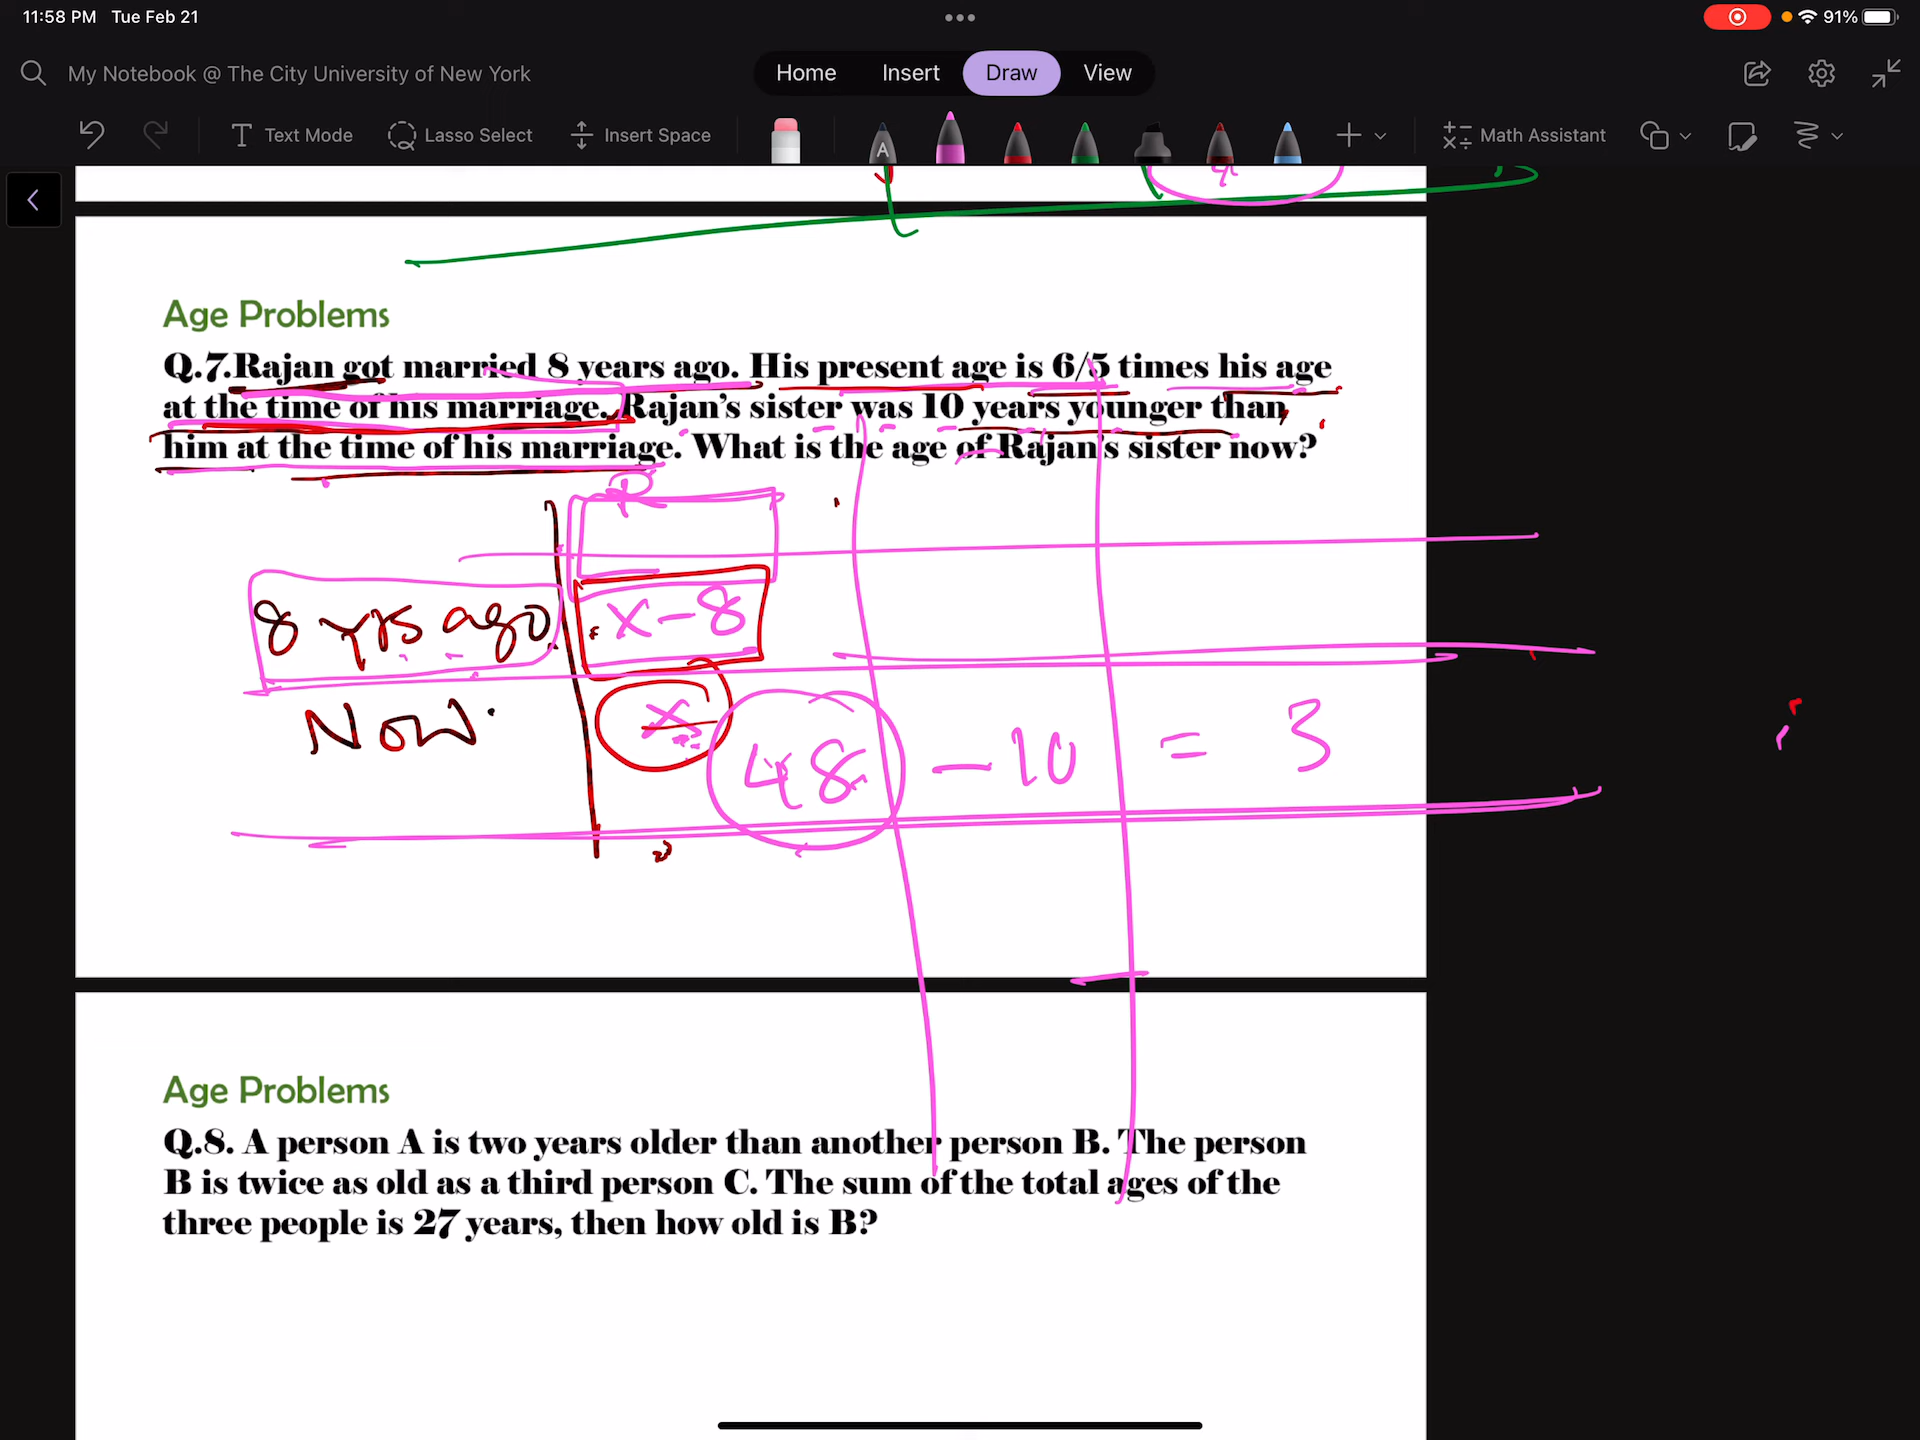 11:58 PM Tue Feb 21
91%
My Notebook @ The City University of New York
Home Insert Draw View
Text Mode Lasso Select Insert Space
A
Math Assistant
Age Problems
Q.7.Rajan got married 8 years ago. His present age is 6/5 times his age
at the time of his marriage. Rajan's sister was 10 years younger than
him at the time of his marriage. What is the age of Rajan's sister now?
R
8 yrs ago x-8
Now x
48 - 10 = 3
Age Problems
Q.8. A person A is two years older than another person B. The person
B is twice as old as a third person C. The sum of the total ages of the
three people is 27 years, then how old is B?